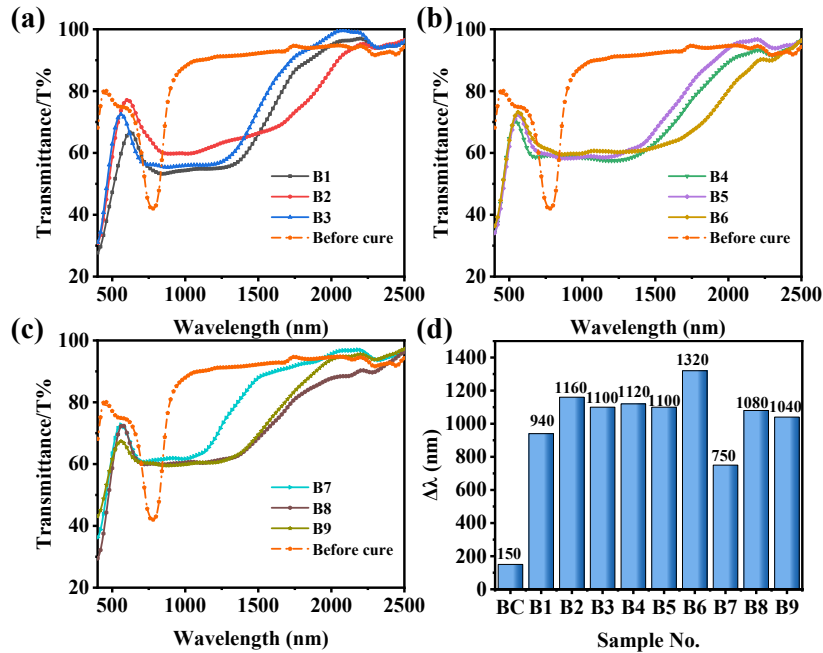 (a)
Transmittance/T%
100
80
60
40
20
B1
B2
B3
Before cure
500 1000 1500 2000 2500
Wavelength (nm)
(b)
Transmittance/T%
100
80
60
40
20
B4
B5
B6
Before cure
500 1000 1500 2000 2500
Wavelength (nm)
(c)
Transmittance/T%
100
80
60
40
20
B7
B8
B9
Before cure
500 1000 1500 2000 2500
Wavelength (nm)
(d)
Δλ (nm)
1400
1200
1000
800
600
400
200
0
150 940 1160 1100 1120 1100 1320 750 1080 1040
BC B1 B2 B3 B4 B5 B6 B7 B8 B9
Sample No.